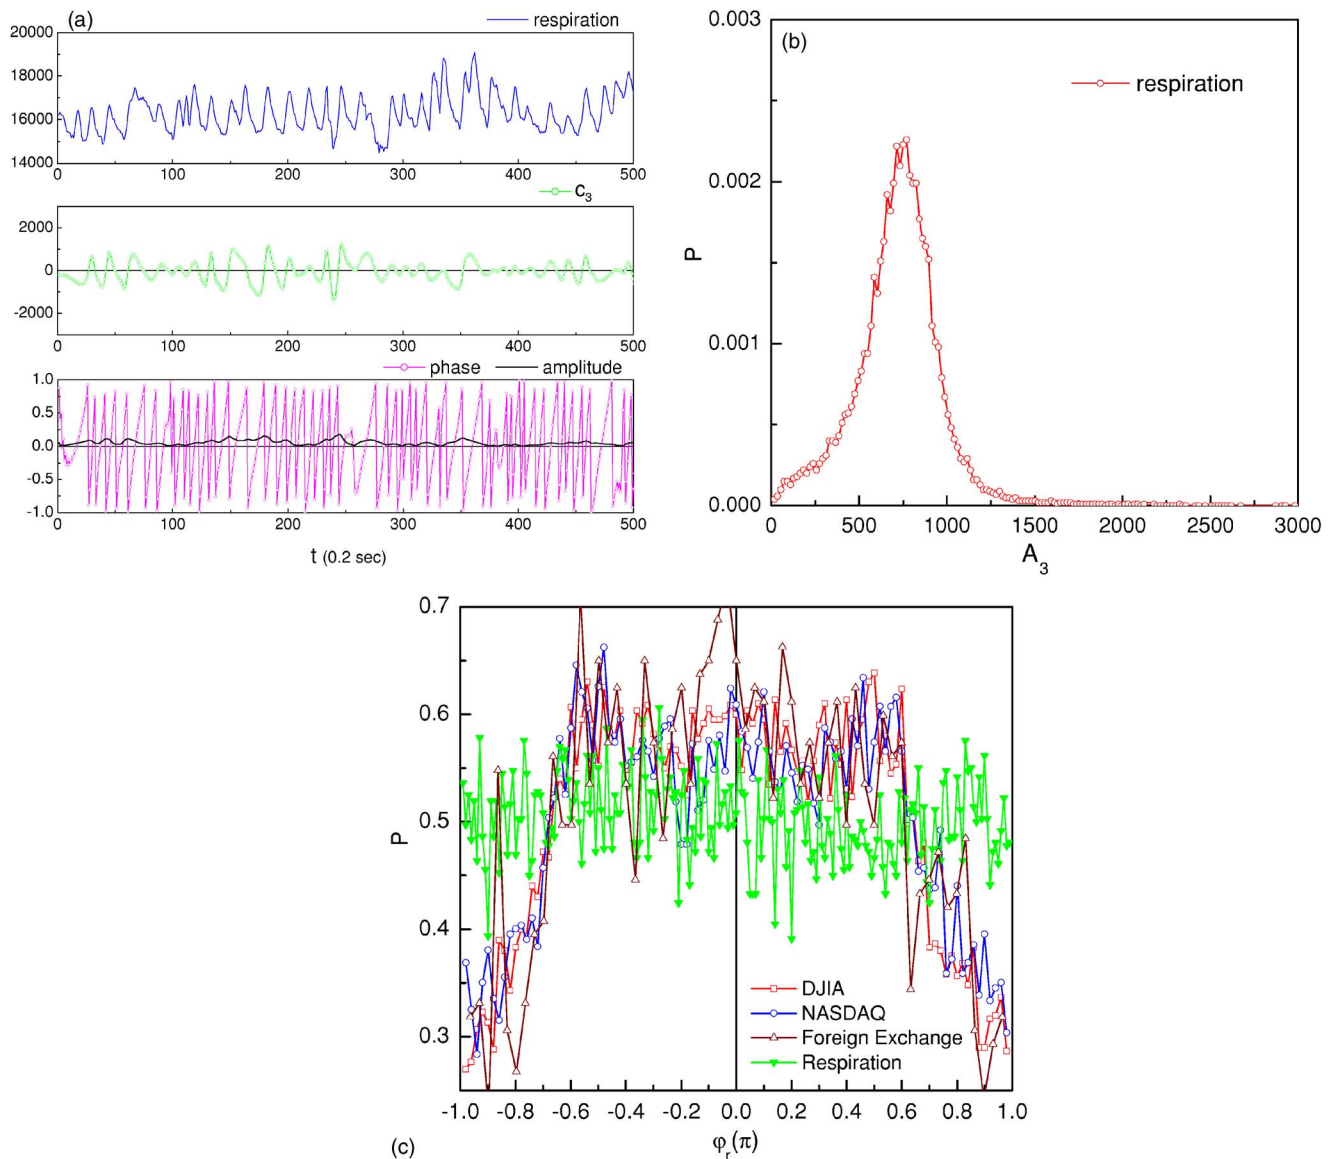 (a)
respiration
20000
18000
16000
14000
0 100 200 300 400 500
c3
2000
0
-2000
0 100 200 300 400 500
phase amplitude
1.0
0.5
0.0
-0.5
-1.0
0 100 200 300 400 500
t (0.2 sec)
(b)
respiration
0.003
0.002
0.001
0.000
P
0 500 1000 1500 2000 2500 3000
A3
0.7
0.6
0.5
0.4
0.3
P
DJIA
NASDAQ
Foreign Exchange
Respiration
-1.0 -0.8 -0.6 -0.4 -0.2 0.0 0.2 0.4 0.6 0.8 1.0
φr(π)
(c)